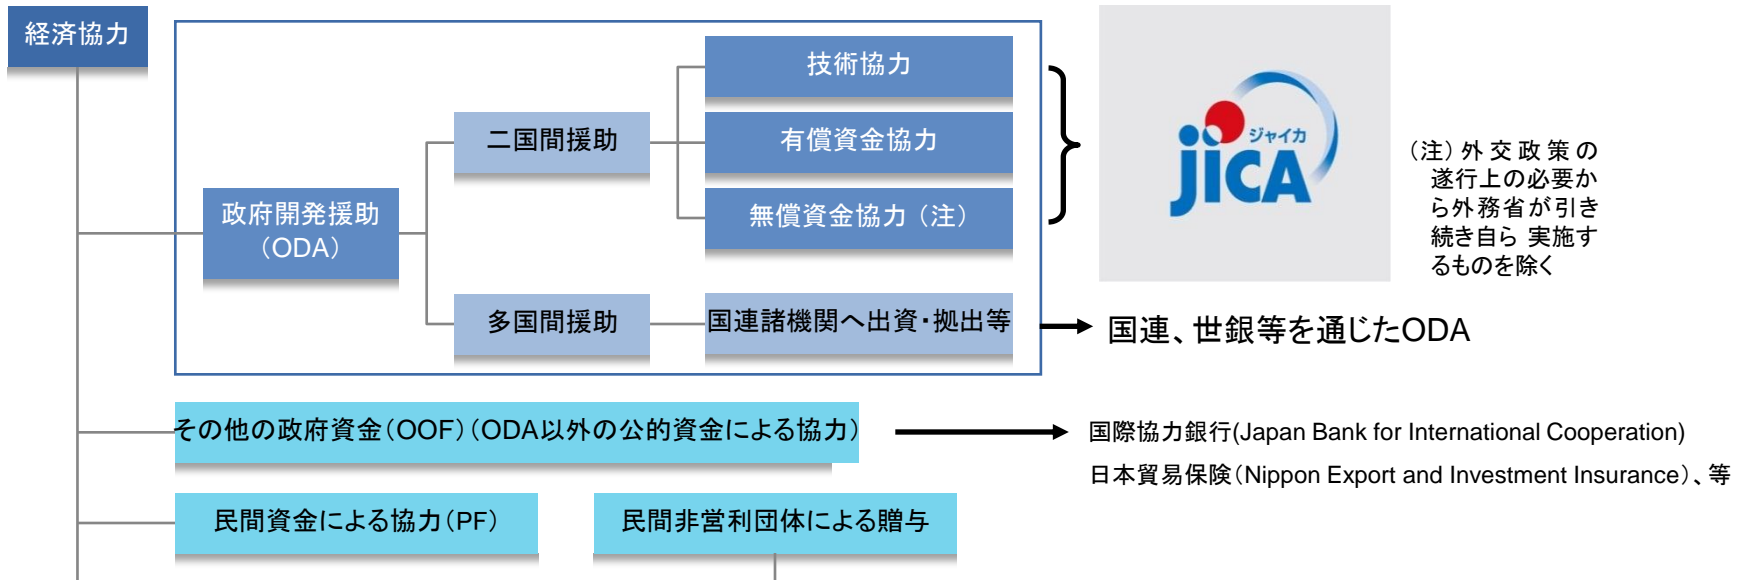 経済協力
技術協力
二国間援助
有償資金協力
政府開発援助
（ODA）
無償資金協力（注）
多国間援助
国連諸機関へ出資・拠出等
ジャイカ
JICA
（注）外交政策の
遂行上の必要か
ら外務省が引き
続き自ら 実施す
るものを除く
国連、世銀等を通じたODA
その他の政府資金（OOF）（ODA以外の公的資金による協力）
国際協力銀行(Japan Bank for International Cooperation)
日本貿易保険（Nippon Export and Investment Insurance）、等
民間資金による協力（PF）
民間非営利団体による贈与